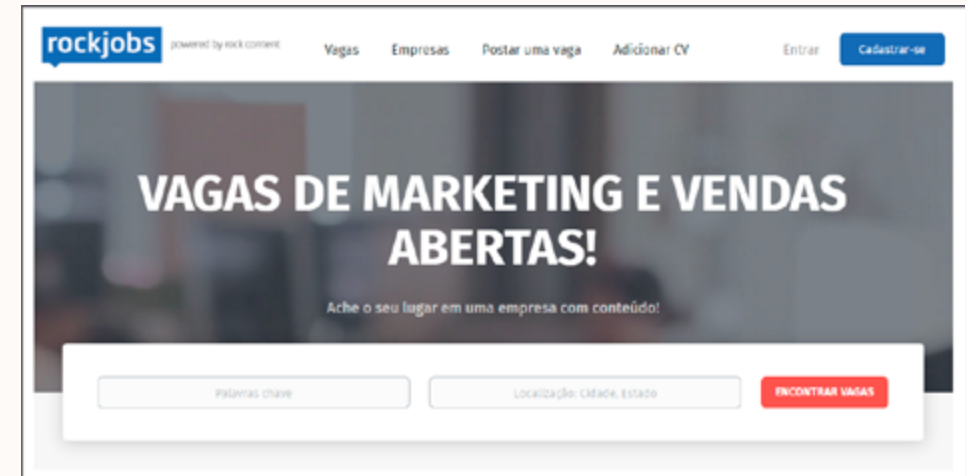 rockjobs powered by rock content Vagas Empresas Postar uma vaga Adicionar CV Entrar Cadastrar-se
VAGAS DE MARKETING E VENDAS
ABERTAS!
Ache o seu lugar em uma empresa com conteúdo!
Palavras chave Localização: Cidade, Estado ENCONTRAR VAGAS